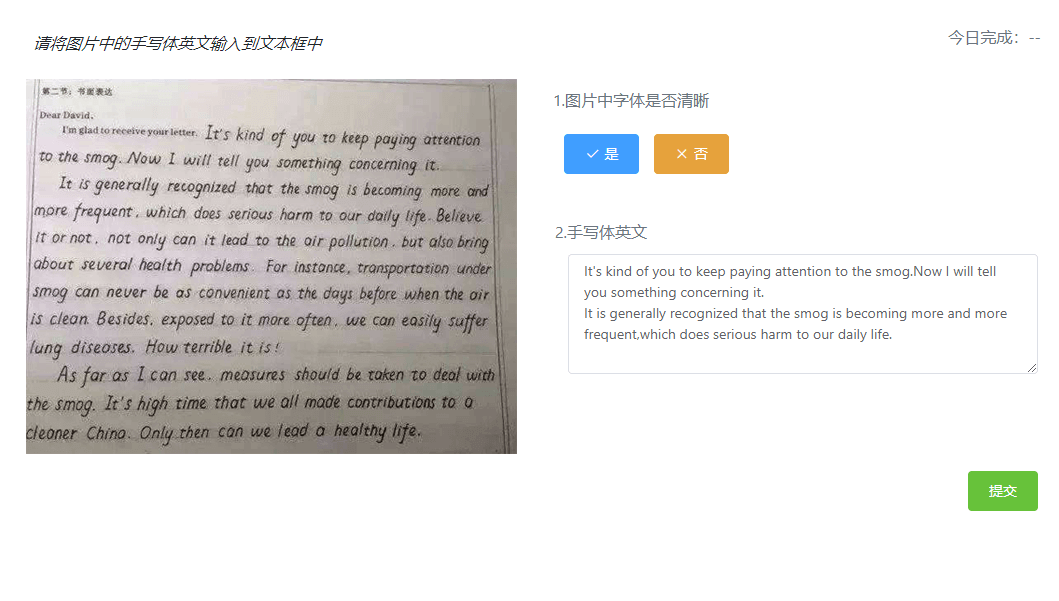 请将图片中的手写体英文输入到文本框中
今日完成：--
第二节：书面表达
Dear David,
I'm glad to receive your letter. It's kind of you to keep paying attention
to the smog. Now I will tell you something concerning it.
It is generally recognized that the smog is becoming more and
more frequent, which does serious harm to our daily life. Believe
it or not, not only can it lead to the air pollution, but also bring
about several health problems. For instance, transportation under
smog can never be as convenient as the days before when the air
is clean. Besides, exposed to it more often, we can easily suffer
lung diseases. How terrible it is!
As far as I can see, measures should be taken to deal with
the smog. It's high time that we all made contributions to a
cleaner China. Only then can we lead a healthy life.
1.图片中字体是否清晰
是
否
2.手写体英文
It's kind of you to keep paying attention to the smog.Now I will tell
you something concerning it.
It is generally recognized that the smog is becoming more and more
frequent,which does serious harm to our daily life.
提交